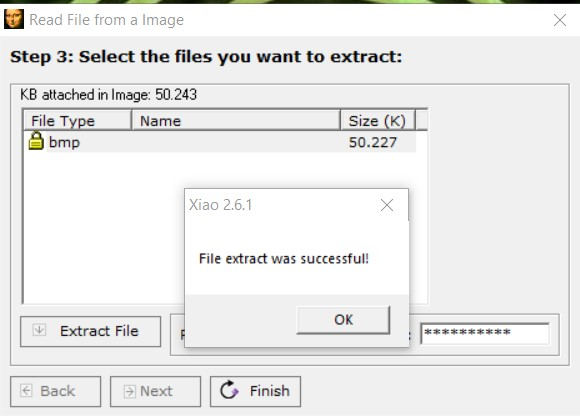 Read File from a Image
Step 3: Select the files you want to extract:
KB attached in Image: 50.243
File Type Name Size (K)
bmp 50.227
Xiao 2.6.1
File extract was successful!
OK
Extract File
**********
Back Next Finish